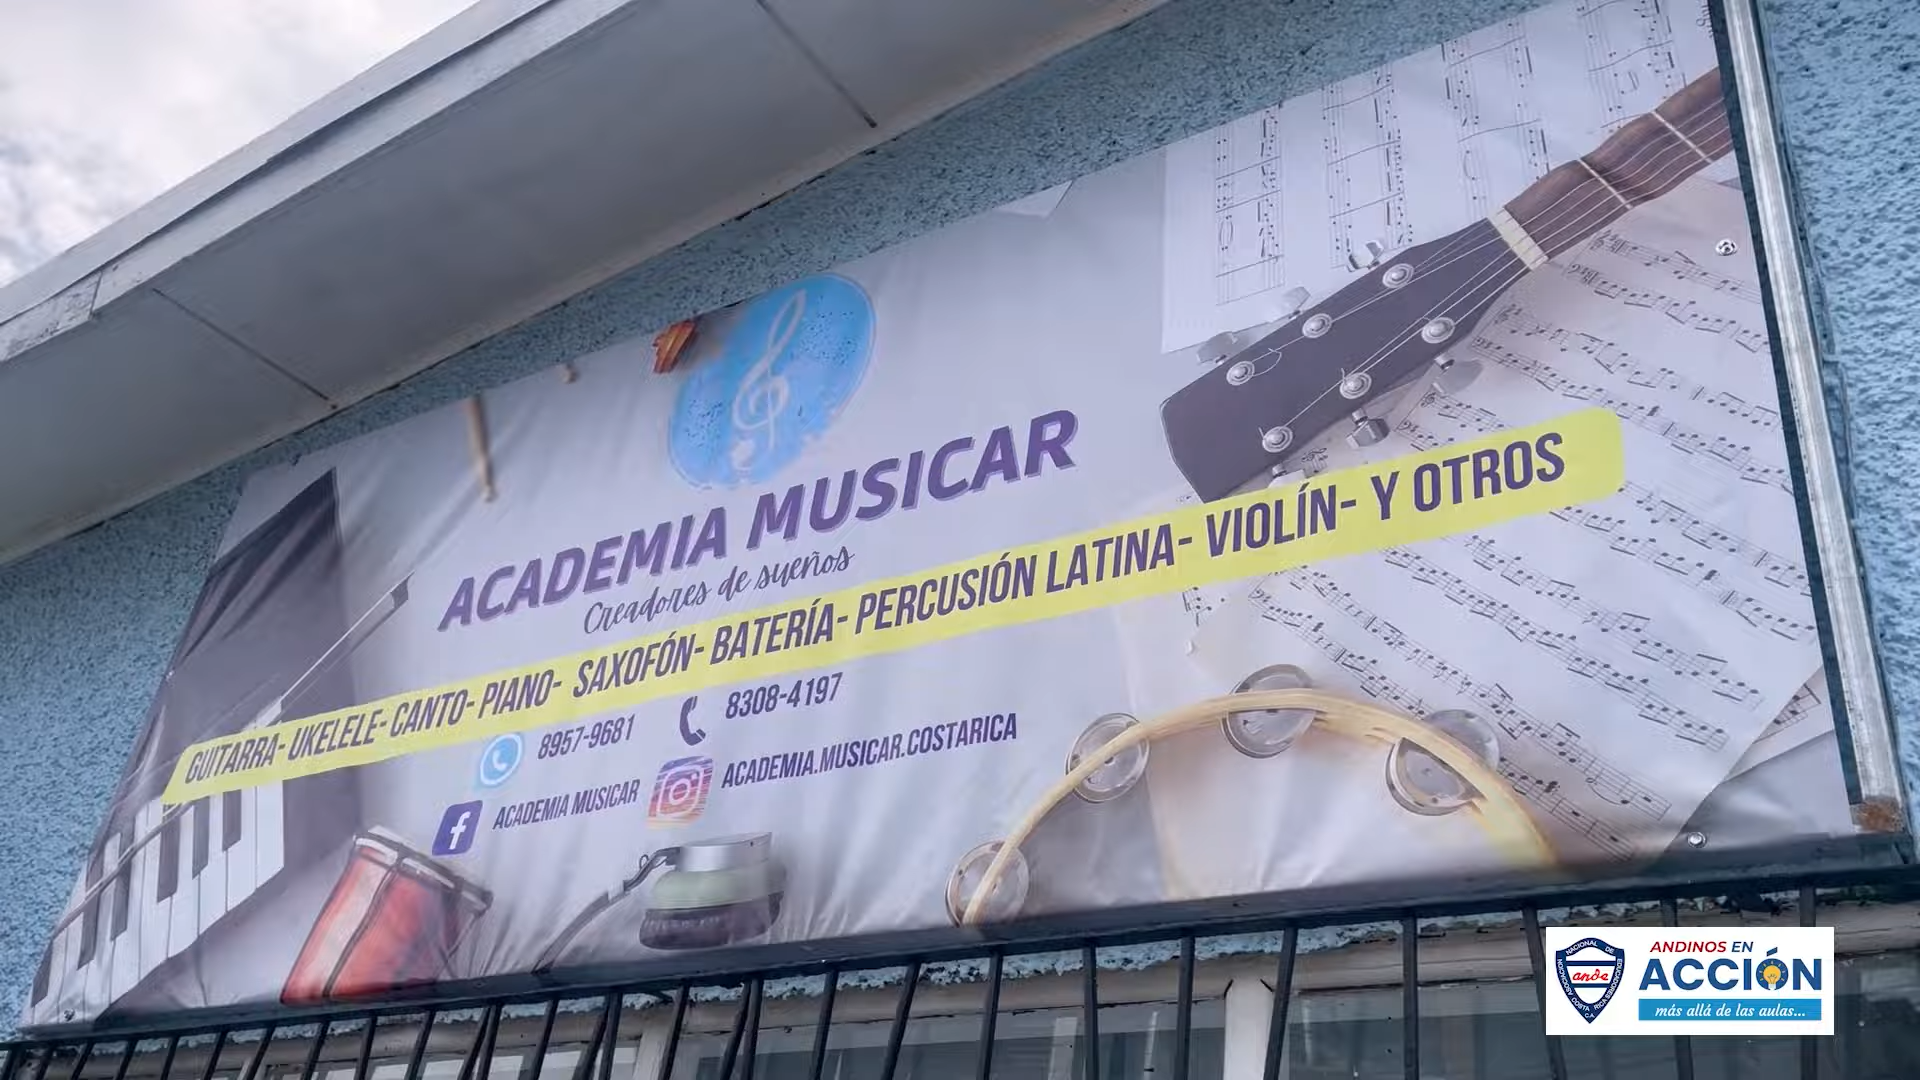 ACADEMIA MUSICAR
Creadores de sueños
GUITARRA- UKELELE- CANTO- PIANO- SAXOFÓN- BATERÍA- PERCUSIÓN LATINA- VIOLÍN- Y OTROS
8957-9681
8308-4197
ACADEMIA MUSICAR
ACADEMIA.MUSICAR.COSTARICA
ande
ANDINOS EN
ACCIÓN
más allá de las aulas...